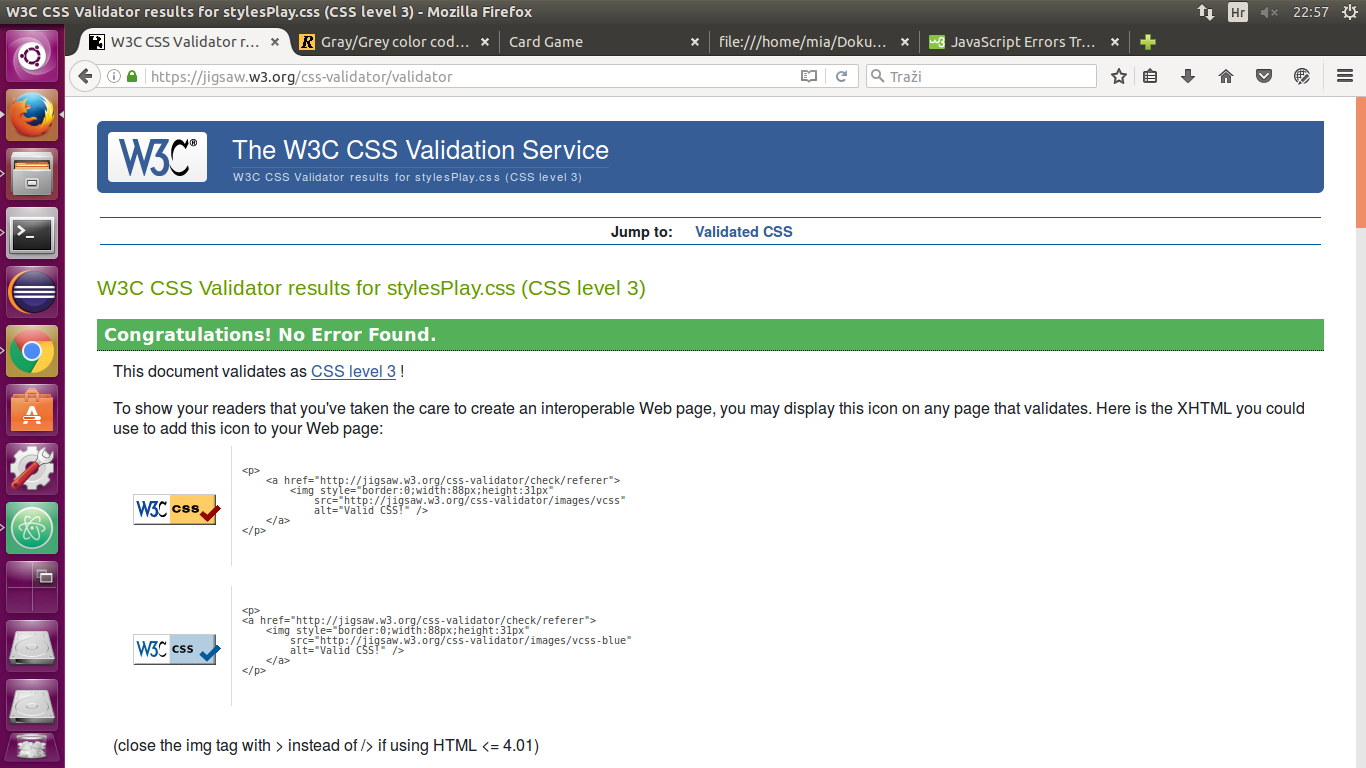 W3C CSS Validator results for stylesPlay.css (CSS level 3) - Mozilla Firefox
Hr
22:57
W3C CSS Validator r... ×
Gray/Grey color cod... ×
Card Game ×
file:///home/mia/Doku... ×
JavaScript Errors Tr... ×
https://jigsaw.w3.org/css-validator/validator
Traži
W3C®
The W3C CSS Validation Service
W3C CSS Validator results for stylesPlay.css (CSS level 3)
Jump to: Validated CSS
W3C CSS Validator results for stylesPlay.css (CSS level 3)
Congratulations! No Error Found.
This document validates as CSS level 3 !
To show your readers that you've taken the care to create an interoperable Web page, you may display this icon on any page that validates. Here is the XHTML you could
use to add this icon to your Web page:
W3C css
<p>
<a href="http://jigsaw.w3.org/css-validator/check/referer">
<img style="border:0;width:88px;height:31px"
src="http://jigsaw.w3.org/css-validator/images/vcss"
alt="Valid CSS!" />
</a>
</p>
W3C css
<p>
<a href="http://jigsaw.w3.org/css-validator/check/referer">
<img style="border:0;width:88px;height:31px"
src="http://jigsaw.w3.org/css-validator/images/vcss-blue"
alt="Valid CSS!" />
</a>
</p>
(close the img tag with > instead of /> if using HTML <= 4.01)